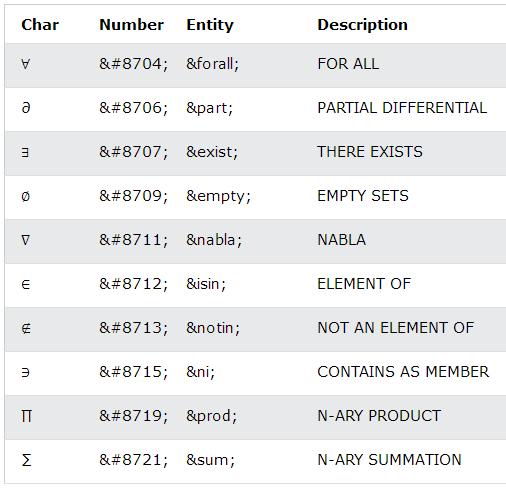 Char Number Entity Description
∀ &#8704; &forall; FOR ALL
∂ &#8706; &part; PARTIAL DIFFERENTIAL
∃ &#8707; &exist; THERE EXISTS
∅ &#8709; &empty; EMPTY SETS
∇ &#8711; &nabla; NABLA
∈ &#8712; &isin; ELEMENT OF
∉ &#8713; &notin; NOT AN ELEMENT OF
∋ &#8715; &ni; CONTAINS AS MEMBER
∏ &#8719; &prod; N-ARY PRODUCT
∑ &#8721; &sum; N-ARY SUMMATION